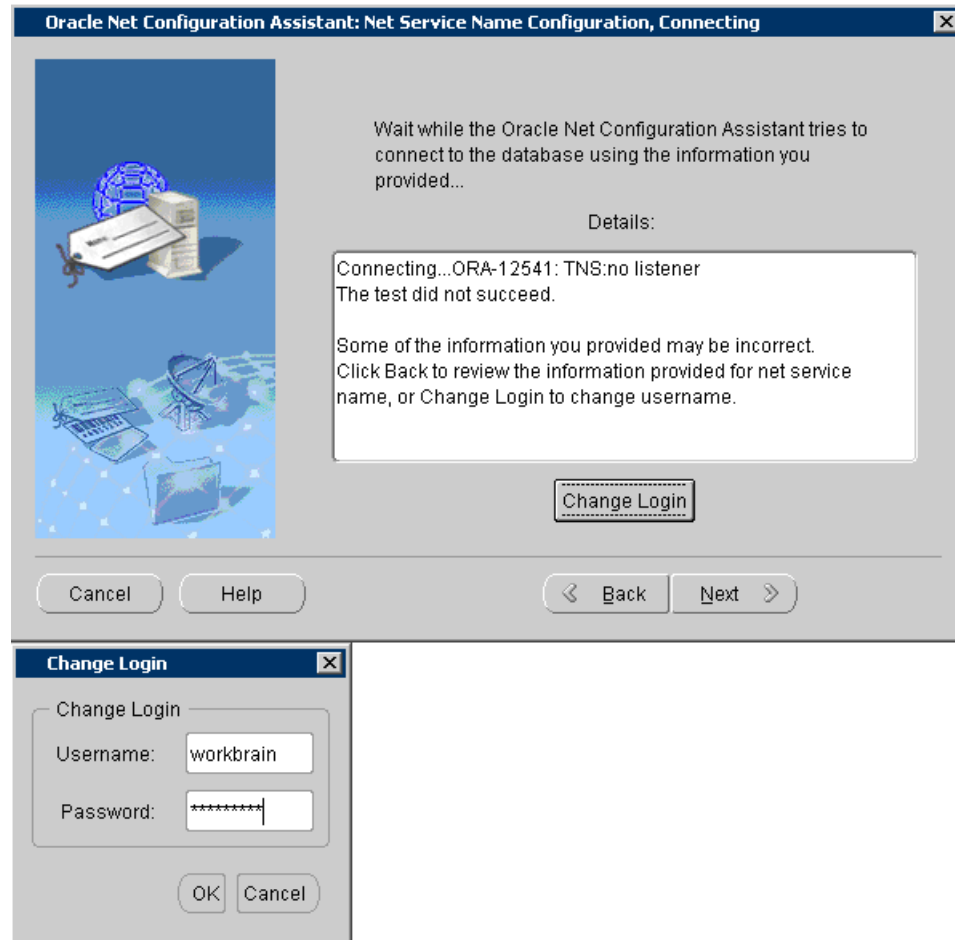 Oracle Net Configuration Assistant: Net Service Name Configuration, Connecting
Wait while the Oracle Net Configuration Assistant tries to
connect to the database using the information you
provided...
Details:
Connecting...ORA-12541: TNS:no listener
The test did not succeed.
Some of the information you provided may be incorrect.
Click Back to review the information provided for net service
name, or Change Login to change username.
Change Login
Cancel
Help
Back
Next
Change Login
Change Login
Username:
workbrain
Password:
*********
OK
Cancel